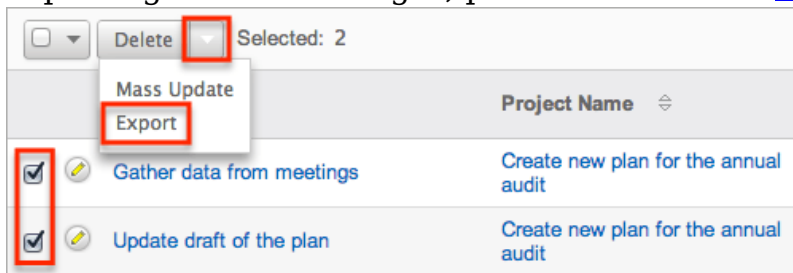 Delete Selected: 2
Mass Update
Export
Project Name
Gather data from meetings
Create new plan for the annual
audit
Update draft of the plan
Create new plan for the annual
audit